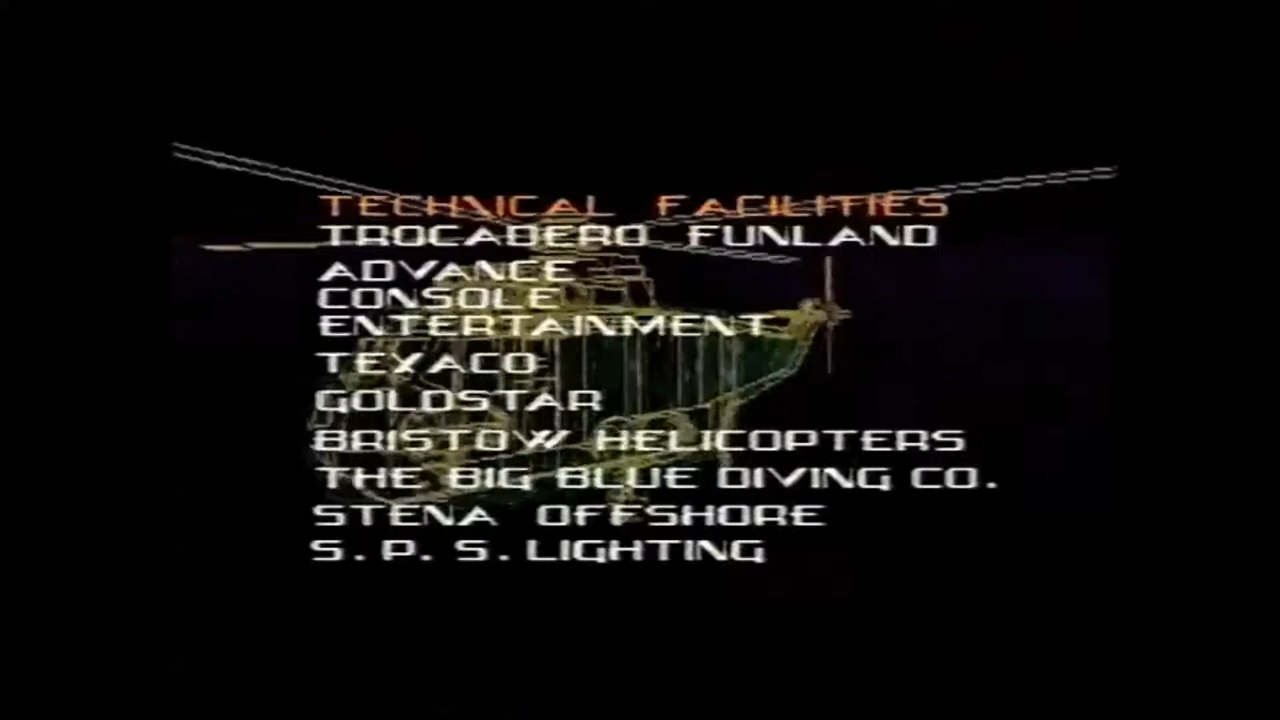 TECHNICAL FACILITIES
TROCADERO FUNLAND
ADVANCE
CONSOLE
ENTERTAINMENT
TEXACO
GOLDSTAR
BRISTOW HELICOPTERS
THE BIG BLUE DIVING CO.
STENA OFFSHORE
S.P.S.LIGHTING